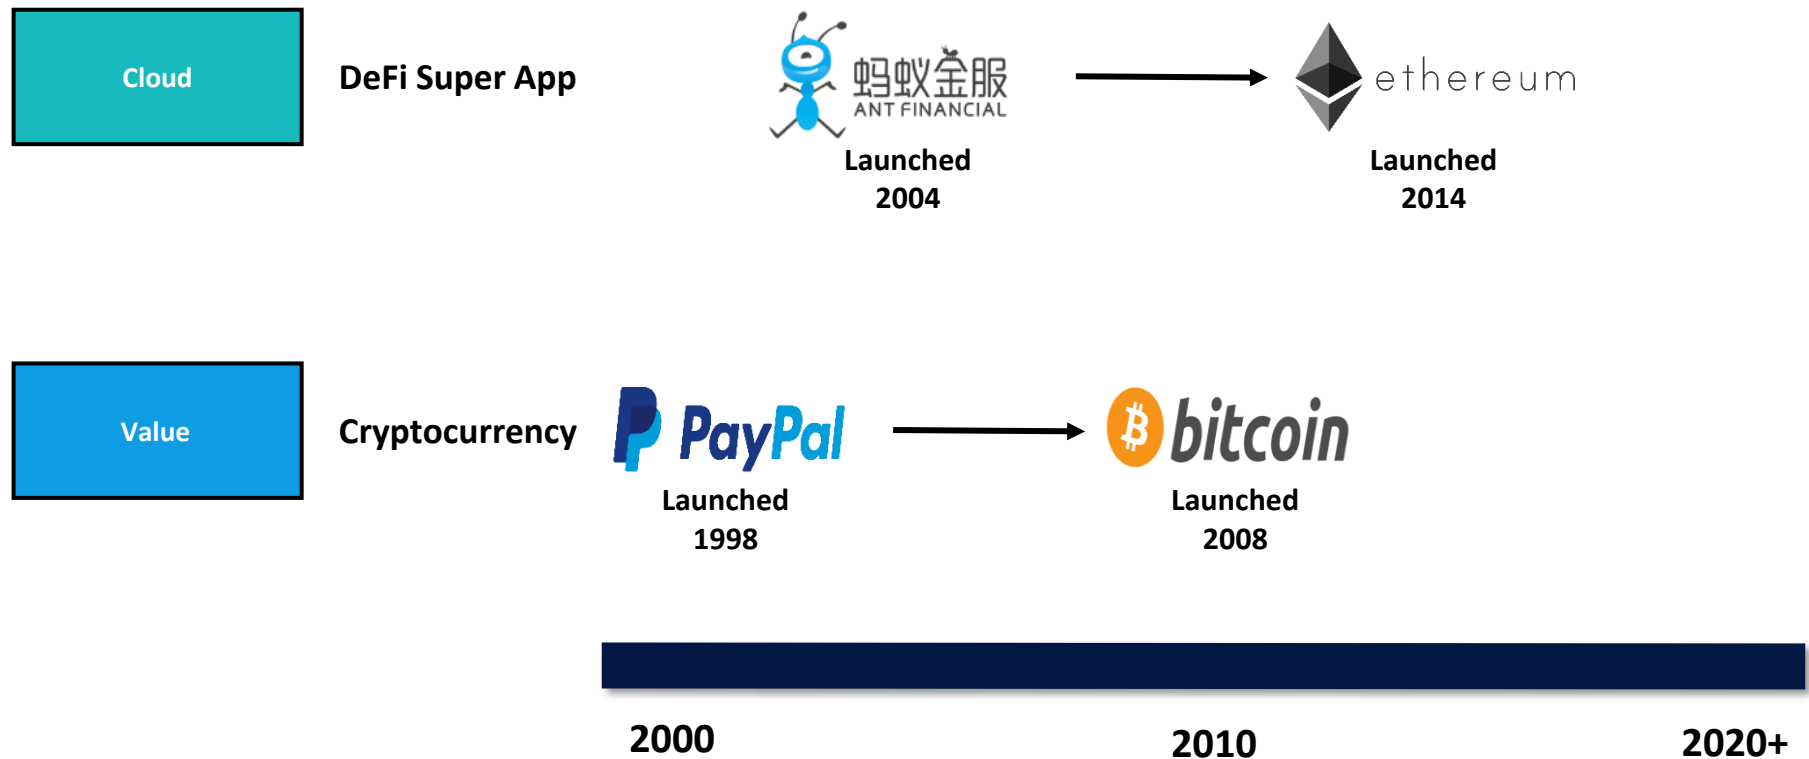 Cloud
DeFi Super App
蚂蚁金服
ANT FINANCIAL
ethereum
Launched
2004
Launched
2014
Value
Cryptocurrency
PayPal
bitcoin
Launched
1998
Launched
2008
2000
2010
2020+